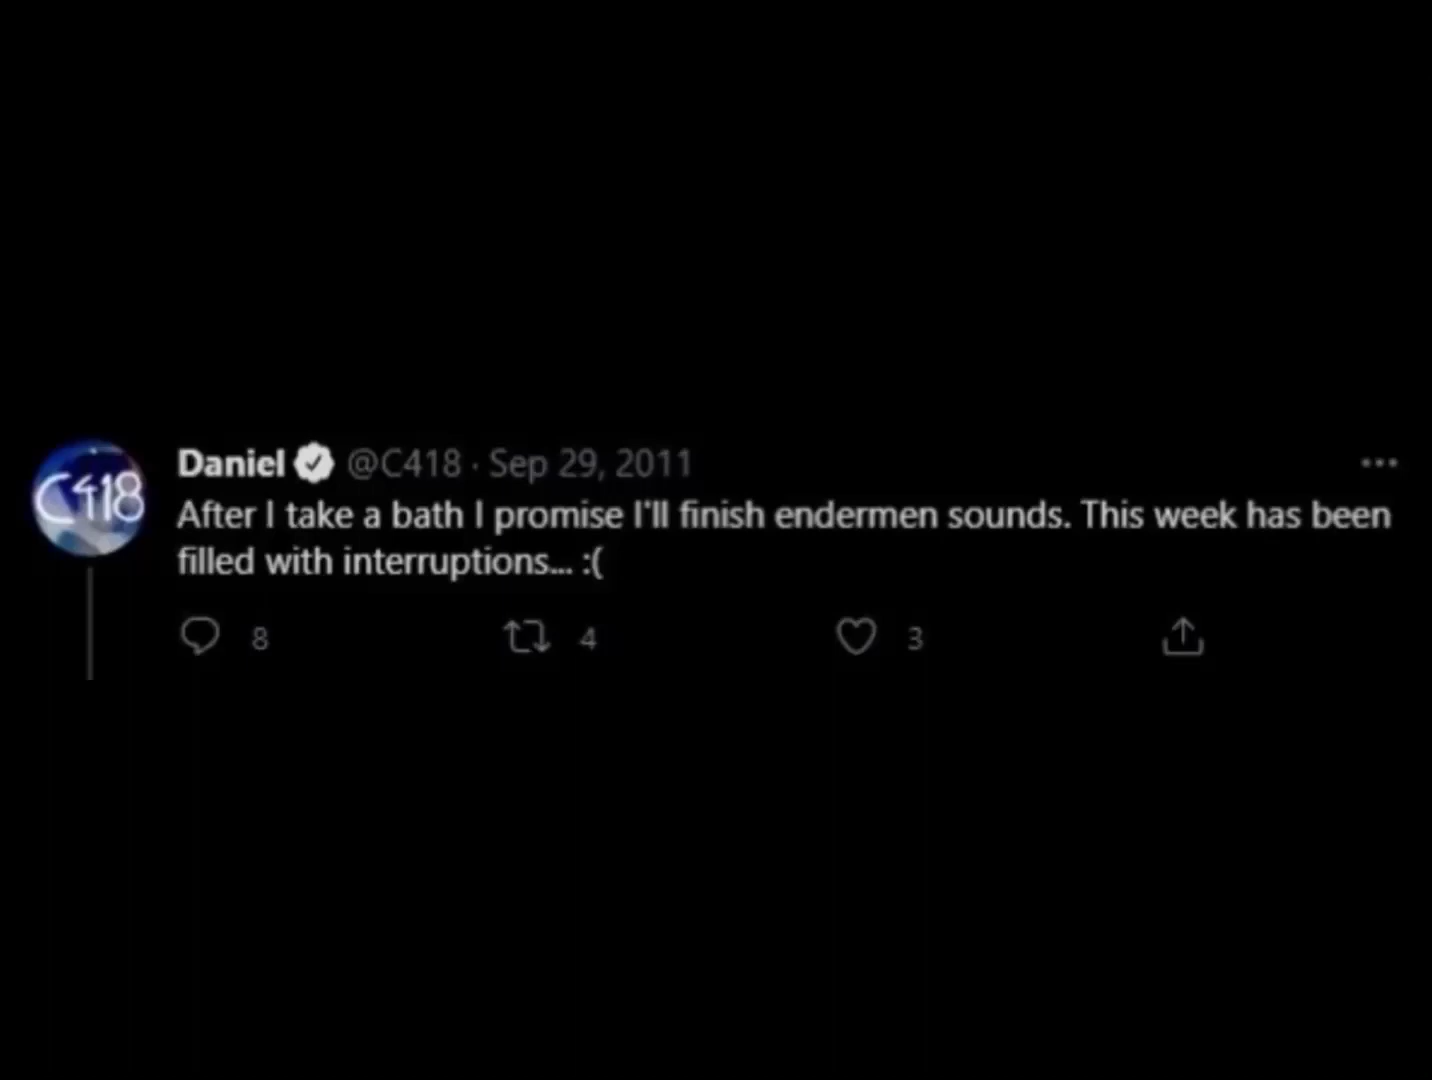 C418
Daniel @C418 · Sep 29, 2011
After I take a bath I promise I'll finish endermen sounds. This week has been
filled with interruptions... :(
8 4 3